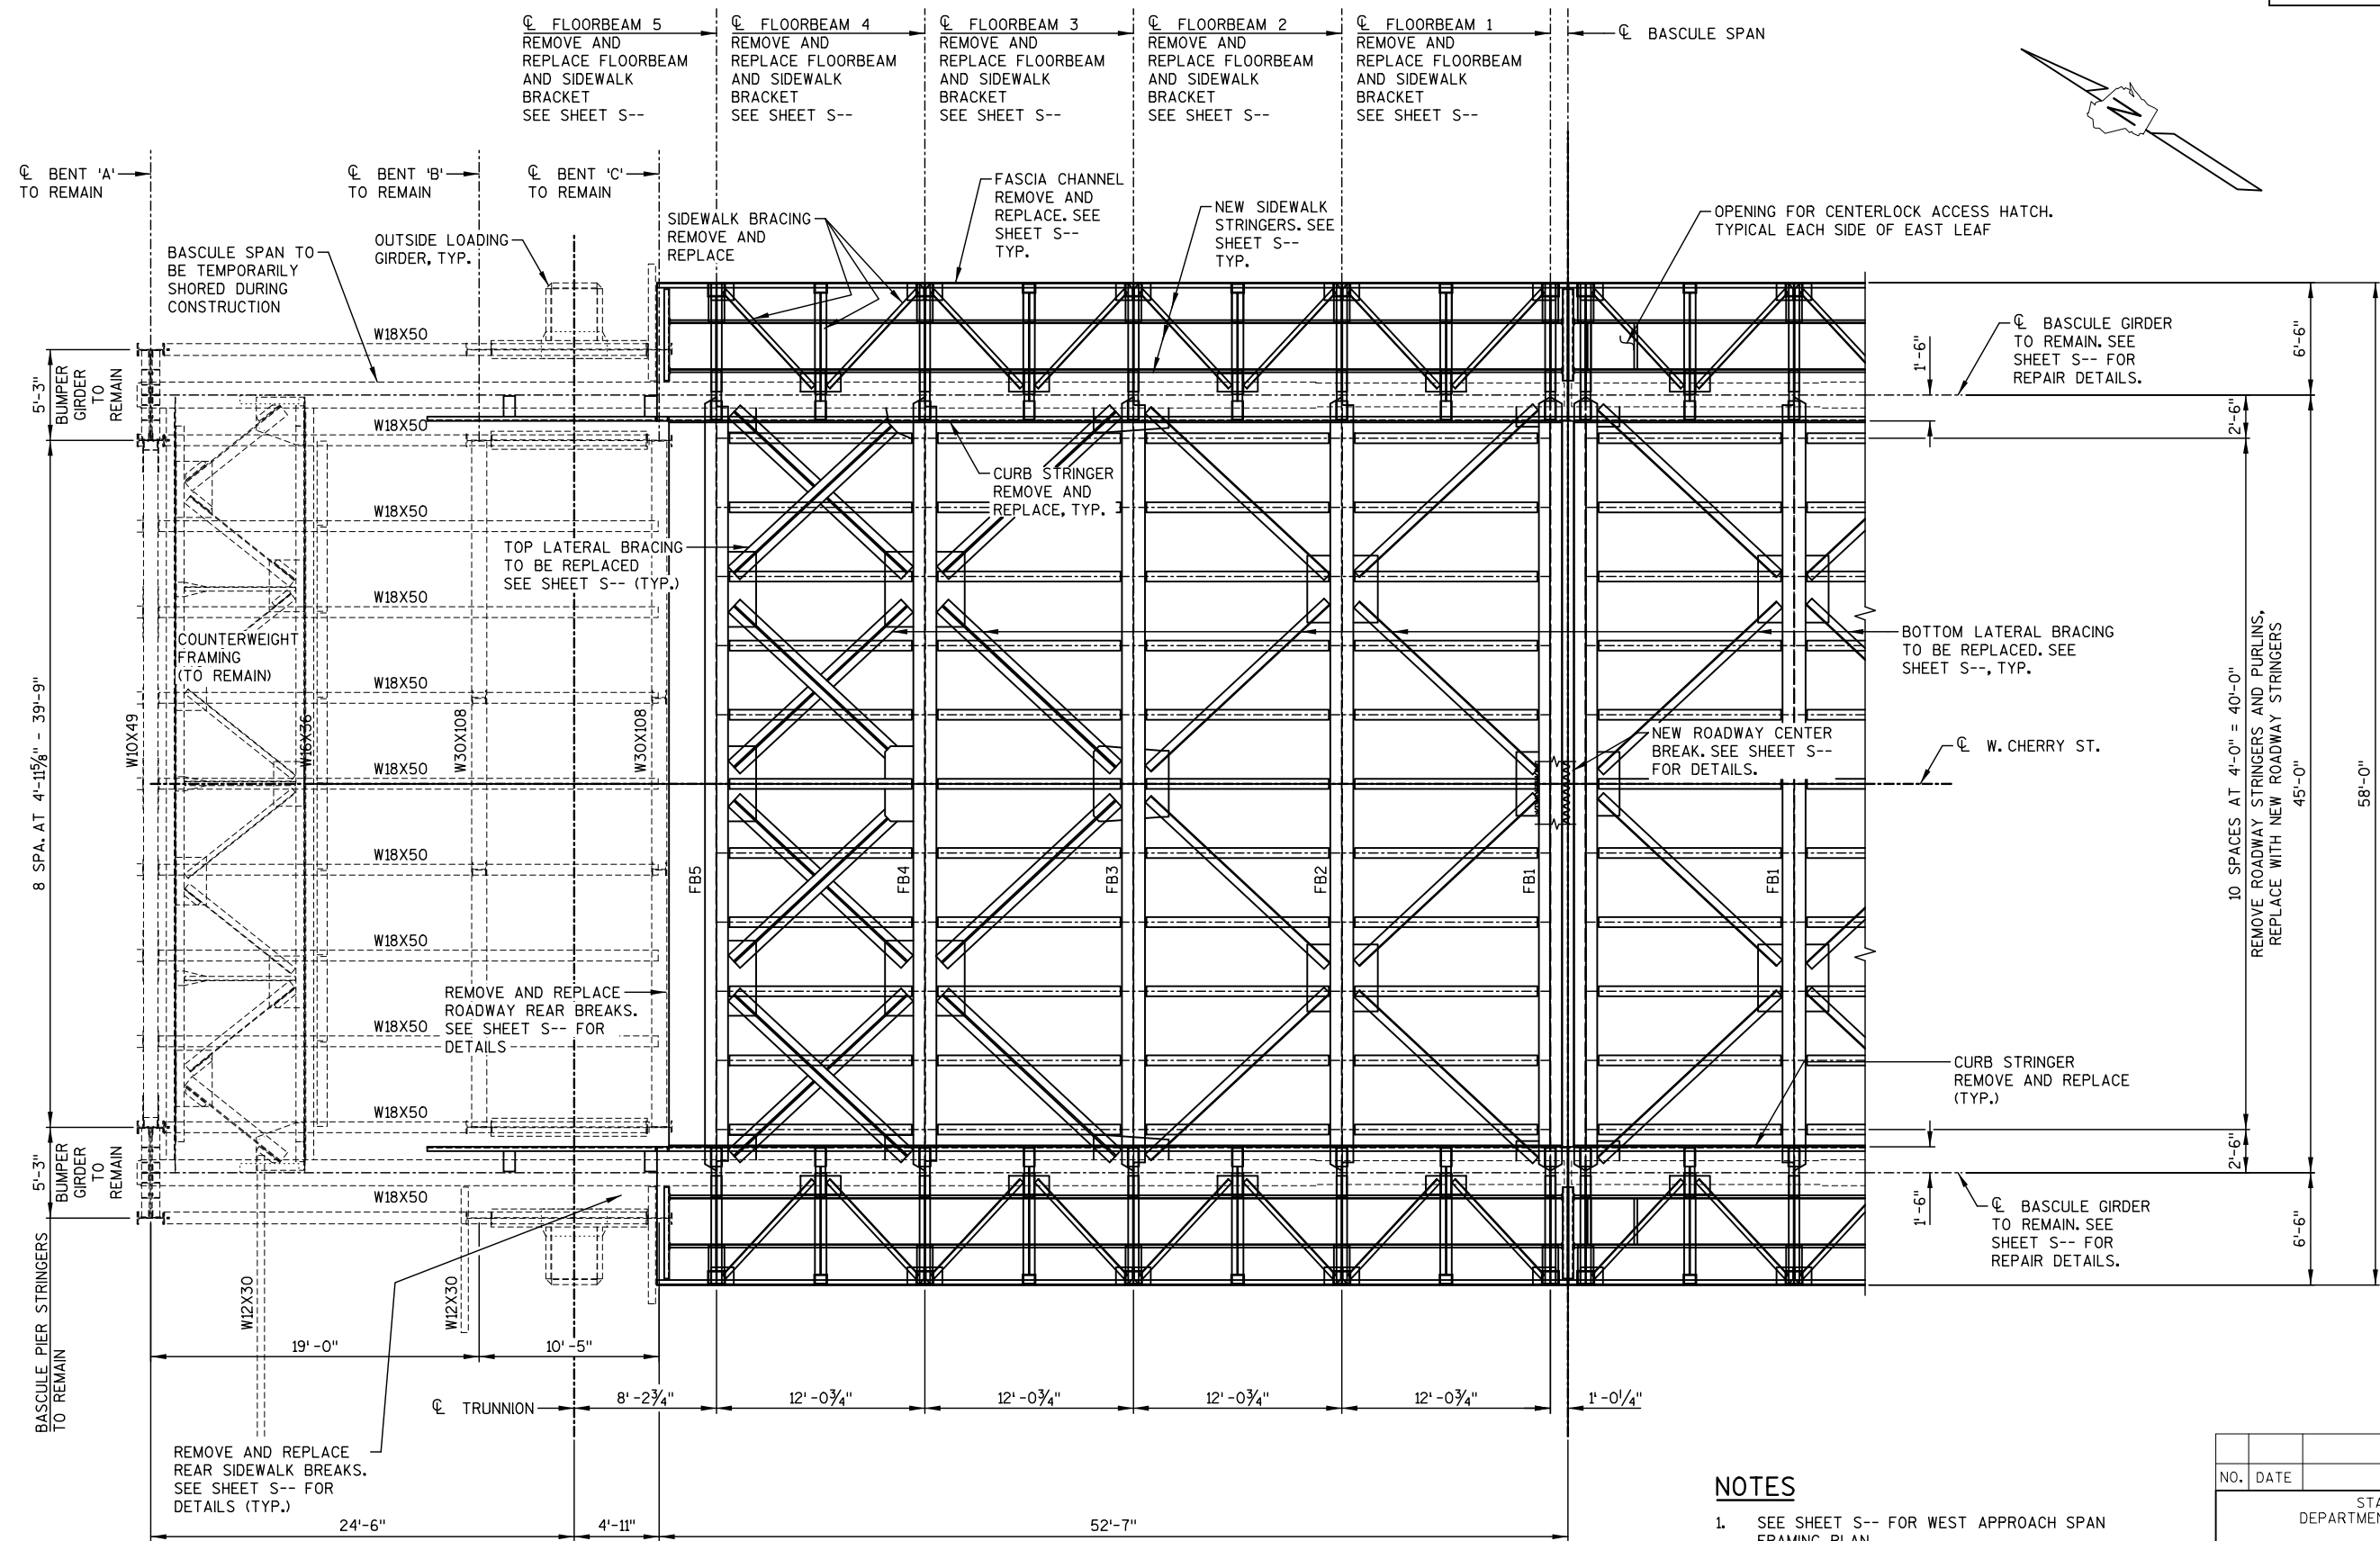 ℄ FLOORBEAM 5
REMOVE AND
REPLACE FLOORBEAM
AND SIDEWALK
BRACKET
SEE SHEET S--
℄ FLOORBEAM 4
REMOVE AND
REPLACE FLOORBEAM
AND SIDEWALK
BRACKET
SEE SHEET S--
℄ FLOORBEAM 3
REMOVE AND
REPLACE FLOORBEAM
AND SIDEWALK
BRACKET
SEE SHEET S--
℄ FLOORBEAM 2
REMOVE AND
REPLACE FLOORBEAM
AND SIDEWALK
BRACKET
SEE SHEET S--
℄ FLOORBEAM 1
REMOVE AND
REPLACE FLOORBEAM
AND SIDEWALK
BRACKET
SEE SHEET S--
℄ BASCULE SPAN
N
℄ BENT 'A'
TO REMAIN
℄ BENT 'B'
TO REMAIN
℄ BENT 'C'
TO REMAIN
BASCULE SPAN TO
BE TEMPORARILY
SHORED DURING
CONSTRUCTION
OUTSIDE LOADING
GIRDER, TYP.
SIDEWALK BRACING
REMOVE AND
REPLACE
FASCIA CHANNEL
REMOVE AND
REPLACE. SEE
SHEET S--
TYP.
NEW SIDEWALK
STRINGERS. SEE
SHEET S--
TYP.
OPENING FOR CENTERLOCK ACCESS HATCH.
TYPICAL EACH SIDE OF EAST LEAF
℄ BASCULE GIRDER
TO REMAIN. SEE
SHEET S-- FOR
REPAIR DETAILS.
1'-6"
6'-6"
2'-6"
5'-3"
BUMPER
GIRDER
TO
REMAIN
W18X50
W18X50
W18X50
W18X50
W18X50
W18X50
W18X50
W18X50
W18X50
W18X50
CURB STRINGER
REMOVE AND
REPLACE, TYP.
TOP LATERAL BRACING
TO BE REPLACED
SEE SHEET S-- (TYP.)
COUNTERWEIGHT
FRAMING
(TO REMAIN)
W10X49
W16X36
W30X108
W30X108
8 SPA. AT 4'-11⅝" - 39'-9"
BOTTOM LATERAL BRACING
TO BE REPLACED. SEE
SHEET S--, TYP.
NEW ROADWAY CENTER
BREAK. SEE SHEET S--
FOR DETAILS.
℄ W. CHERRY ST.
10 SPACES AT 4'-0" = 40'-0"
REMOVE ROADWAY STRINGERS AND PURLINS,
REPLACE WITH NEW ROADWAY STRINGERS
45'-0"
58'-0"
FB5
FB4
FB3
FB2
FB1
FB1
REMOVE AND REPLACE
ROADWAY REAR BREAKS.
SEE SHEET S-- FOR
DETAILS
CURB STRINGER
REMOVE AND REPLACE
(TYP.)
2'-6"
1'-6"
6'-6"
℄ BASCULE GIRDER
TO REMAIN. SEE
SHEET S-- FOR
REPAIR DETAILS.
5'-3"
BUMPER
GIRDER
TO
REMAIN
BASCULE PIER STRINGERS
TO REMAIN
W12X30
W12X30
19'-0"
10'-5"
℄ TRUNNION
8'-2¾"
12'-0¾"
12'-0¾"
12'-0¾"
12'-0¾"
1'-0¼"
REMOVE AND REPLACE
REAR SIDEWALK BREAKS.
SEE SHEET S-- FOR
DETAILS (TYP.)
24'-6"
4'-11"
52'-7"
NOTES
1. SEE SHEET S-- FOR WEST APPROACH SPAN
FRAMING PLAN
NO. DATE